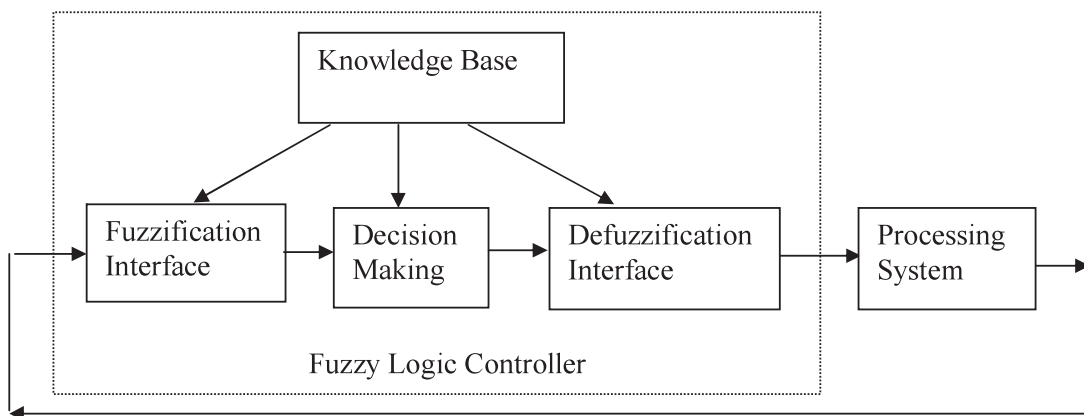 Knowledge Base
Fuzzification
Interface
Decision
Making
Defuzzification
Interface
Processing
System
Fuzzy Logic Controller